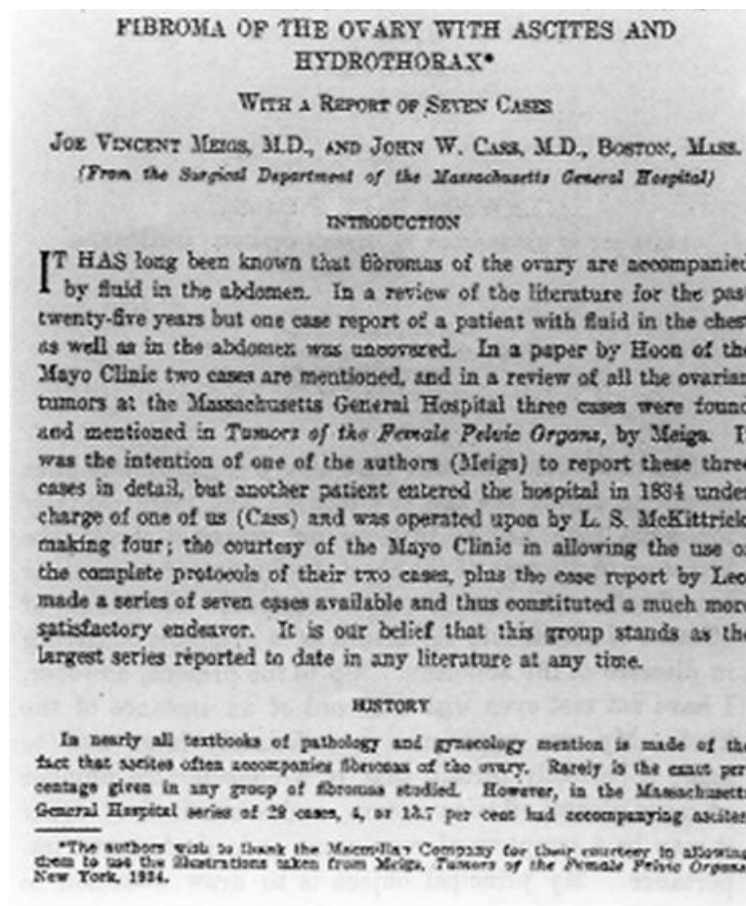 FIBROMA OF THE OVARY WITH ASCITES AND
HYDROTHORAX*
WITH A REPORT OF SEVEN CASES
JOE VINCENT MEIGS, M.D., AND JOHN W. CASS, M.D., BOSTON, MASS.
(From the Surgical Department of the Massachusetts General Hospital)
INTRODUCTION
IT HAS long been known that fibromas of the ovary are accompanied
by fluid in the abdomen. In a review of the literature for the past
twenty-five years but one case report of a patient with fluid in the chest
as well as in the abdomen was uncovered. In a paper by Hoon of the
Mayo Clinic two cases are mentioned, and in a review of all the ovarian
tumors at the Massachusetts General Hospital three cases were found
and mentioned in Tumors of the Female Pelvic Organs, by Meigs. It
was the intention of one of the authors (Meigs) to report these three
cases in detail, but another patient entered the hospital in 1934 under
charge of one of us (Cass) and was operated upon by L. S. McKittrick,
making four; the courtesy of the Mayo Clinic in allowing the use of
the complete protocols of their two cases, plus the case report by Leo,
made a series of seven cases available and thus constituted a much more
satisfactory endeavor. It is our belief that this group stands as the
largest series reported to date in any literature at any time.
HISTORY
In nearly all textbooks of pathology and gynecology mention is made of the
fact that ascites often accompanies fibromas of the ovary. Rarely is the exact per
centage given in any group of fibromas studied. However, in the Massachusetts
General Hospital series of 29 cases, 4, or 13.7 per cent had accompanying ascites
*The authors wish to thank the Macmillan Company for their courtesy in allowing
them to use the illustrations taken from Meigs, Tumors of the Female Pelvic Organs,
New York, 1934.